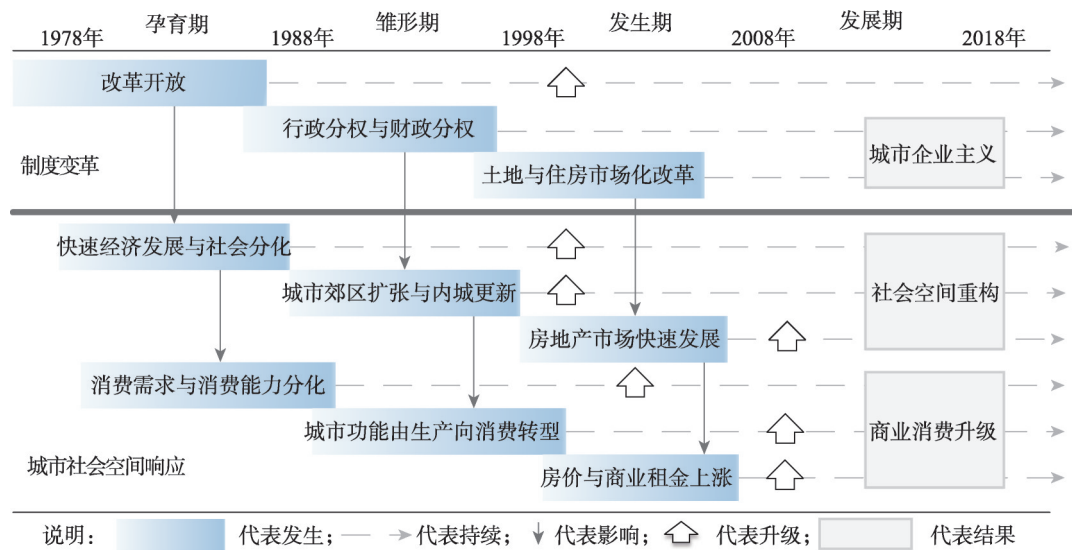 孕育期 雏形期 发生期 发展期
1978年 1988年 1998年 2008年 2018年
改革开放
行政分权与财政分权
城市企业主义
制度变革
土地与住房市场化改革
快速经济发展与社会分化
城市郊区扩张与内城更新
社会空间重构
房地产市场快速发展
消费需求与消费能力分化
城市功能由生产向消费转型
商业消费升级
城市社会空间响应
房价与商业租金上涨
说明： 代表发生； 代表持续； 代表影响； 代表升级； 代表结果